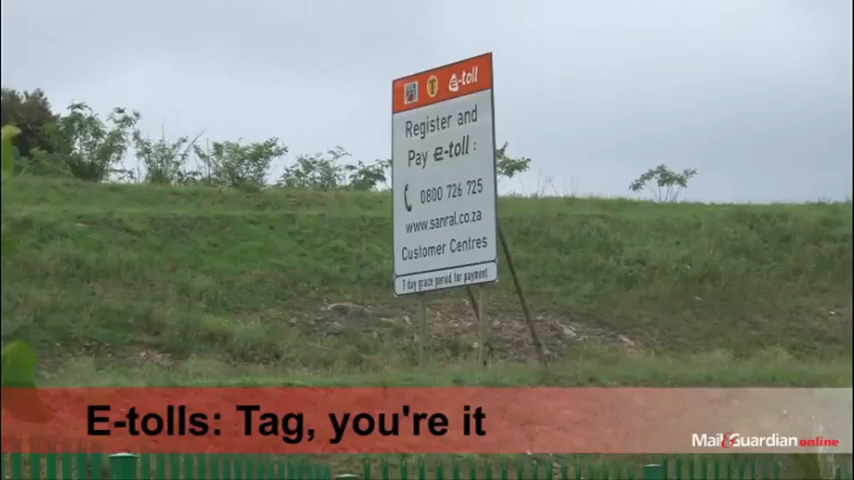 T e-toll
Register and
Pay e-toll :
0800 726 725
www.sanral.co.za
Customer Centres
7 day grace period for payment
E-tolls: Tag, you're it
Mail&Guardian online